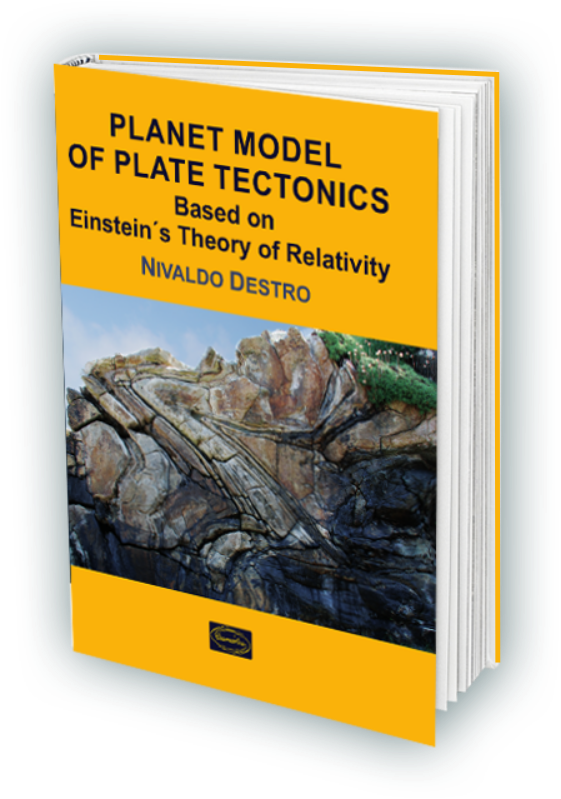 PLANET MODEL
OF PLATE TECTONICS
Based on
Einstein´s Theory of Relativity
NIVALDO DESTRO